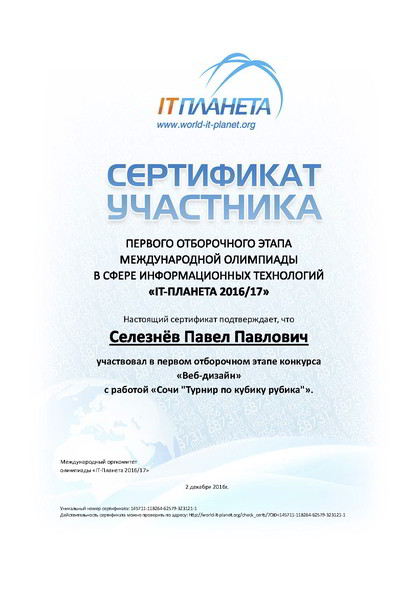 ITПЛАНЕТА
www.world-it-planet.org
СЕРТИФИКАТ
УЧАСТНИКА
ПЕРВОГО ОТБОРОЧНОГО ЭТАПА
МЕЖДУНАРОДНОЙ ОЛИМПИАДЫ
В СФЕРЕ ИНФОРМАЦИОННЫХ ТЕХНОЛОГИЙ
«IT-ПЛАНЕТА 2016/17»
Настоящий сертификат подтверждает, что
Селезнёв Павел Павлович
участвовал в первом отборочном этапе конкурса
«Веб-дизайн»
с работой «Сочи "Турнир по кубику рубика"».
Международный оргкомитет
олимпиады «IT-Планета 2016/17»
2 декабря 2016г.
Уникальный номер сертификата: 145711-118264-62579-323121-1
Действительность сертификата можно проверить по адресу: http://world-it-planet.org/check_certs/?OID=145711-118264-62579-323121-1